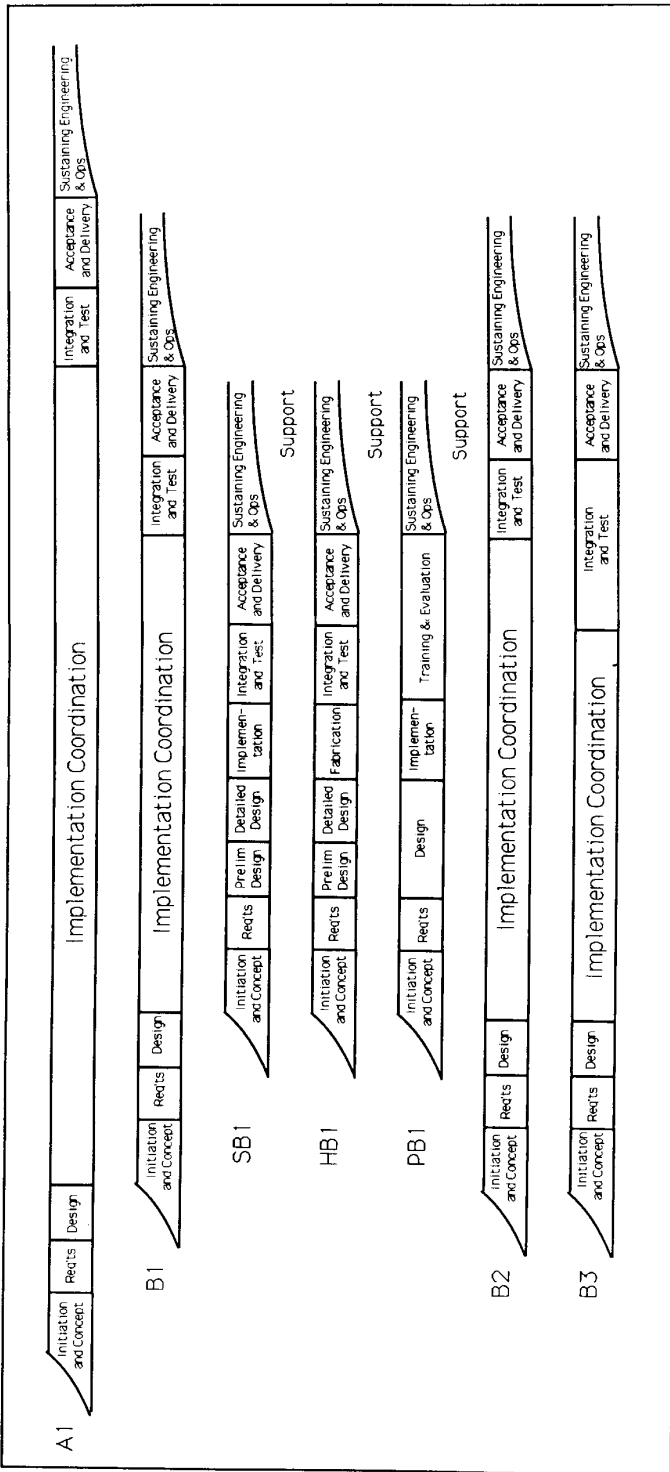 A1
Initiation
and Concept
Req'ts
Design
Implementation Coordination
Integration
and Test
Acceptance
and Delivery
Sustaining Engineering
& Ops
B1
Initiation
and Concept
Req'ts
Design
Implementation Coordination
Integration
and Test
Acceptance
and Delivery
Sustaining Engineering
& Ops
SB1
Initiation
and Concept
Req'ts
Prelim
Design
Detailed
Design
Implemen-
tation
Integration
and Test
Acceptance
and Delivery
Sustaining Engineering
& Ops
Support
HB1
Initiation
and Concept
Req'ts
Prelim
Design
Detailed
Design
Fabrication
Integration
and Test
Acceptance
and Delivery
Sustaining Engineering
& Ops
Support
PB1
Initiation
and Concept
Req'ts
Design
Implemen-
tation
Training & Evaluation
Sustaining Engineering
& Ops
Support
B2
Initiation
and Concept
Req'ts
Design
Implementation Coordination
Integration
and Test
Acceptance
and Delivery
Sustaining Engineering
& Ops
B3
Initiation
and Concept
Req'ts
Design
Implementation Coordination
Integration
and Test
Acceptance
and Delivery
Sustaining Engineering
& Ops